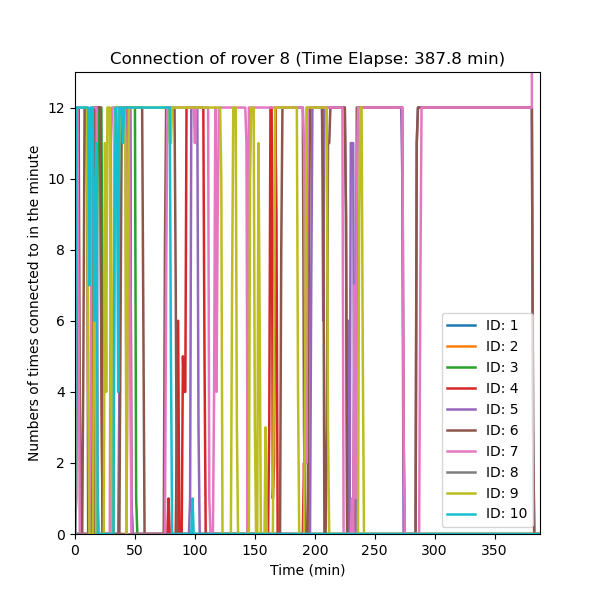 Connection of rover 8 (Time Elapse: 387.8 min)
Numbers of times connected to in the minute
12
10
8
6
4
2
0
ID: 1
ID: 2
ID: 3
ID: 4
ID: 5
ID: 6
ID: 7
ID: 8
ID: 9
ID: 10
0 50 100 150 200 250 300 350
Time (min)